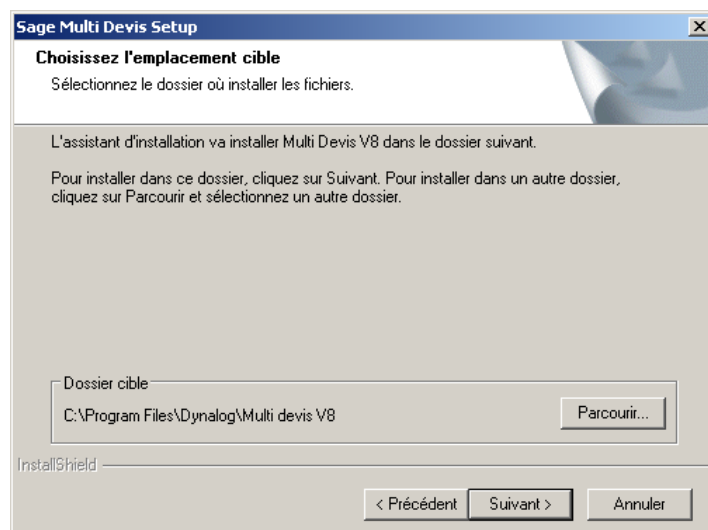 Sage Multi Devis Setup
Choisissez l'emplacement cible
Sélectionnez le dossier où installer les fichiers.
L'assistant d'installation va installer Multi Devis V8 dans le dossier suivant.
Pour installer dans ce dossier, cliquez sur Suivant. Pour installer dans un autre dossier,
cliquez sur Parcourir et sélectionnez un autre dossier.
Dossier cible
C:\Program Files\Dynalog\Multi devis V8
Parcourir...
InstallShield
< Précédent
Suivant >
Annuler